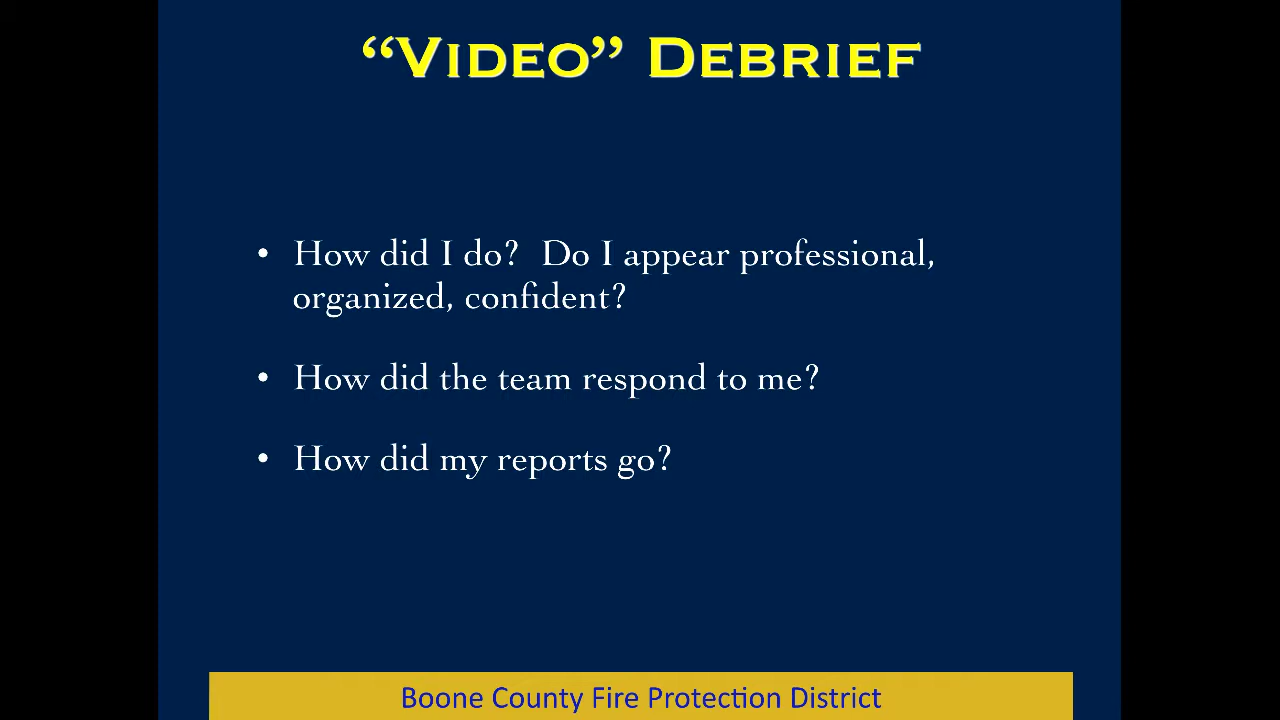 “VIDEO” DEBRIEF
• How did I do?  Do I appear professional,
organized, confident?
• How did the team respond to me?
• How did my reports go?
Boone County Fire Protection District